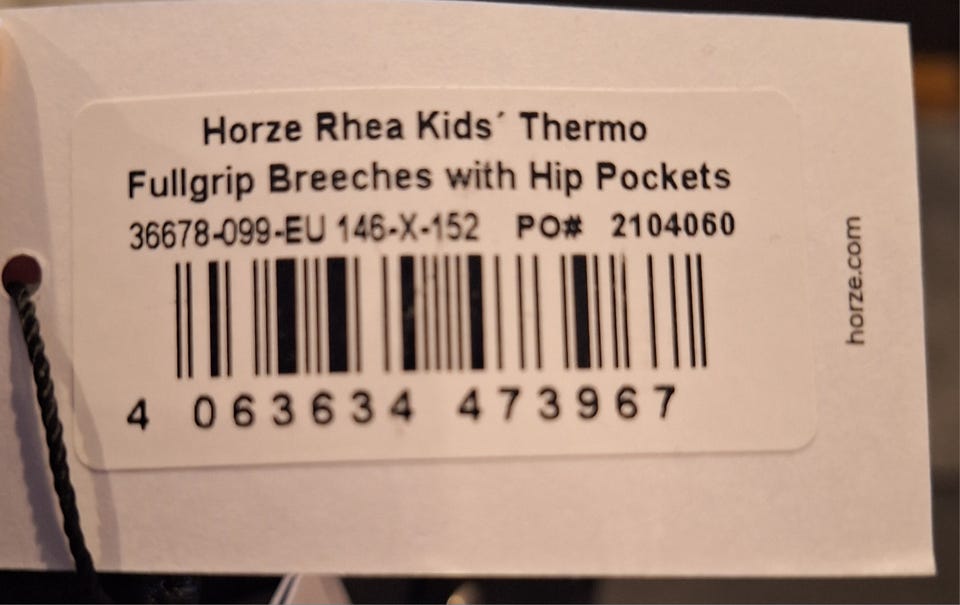 Horze Rhea Kids´ Thermo
Fullgrip Breeches with Hip Pockets
36678-099-EU 146-X-152 PO# 2104060
4 063634 473967
horze.com